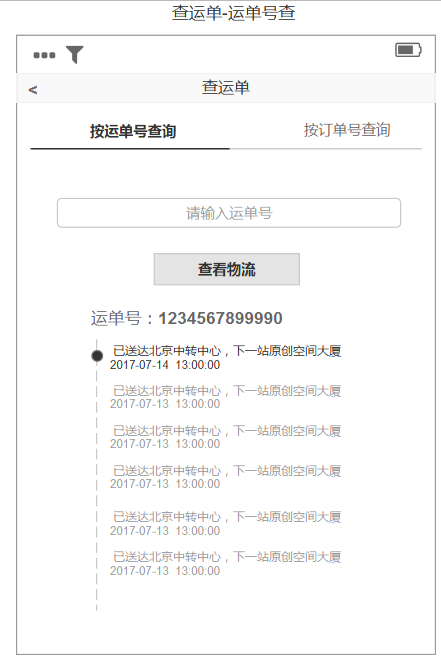 查运单-运单号查
<
查运单
按运单号查询
按订单号查询
请输入运单号
查看物流
运单号：1234567899990
已送达北京中转中心，下一站原创空间大厦
2017-07-14 13:00:00
已送达北京中转中心，下一站原创空间大厦
2017-07-13 13:00:00
已送达北京中转中心，下一站原创空间大厦
2017-07-13 13:00:00
已送达北京中转中心，下一站原创空间大厦
2017-07-13 13:00:00
已送达北京中转中心，下一站原创空间大厦
2017-07-13 13:00:00
已送达北京中转中心，下一站原创空间大厦
2017-07-13 13:00:00